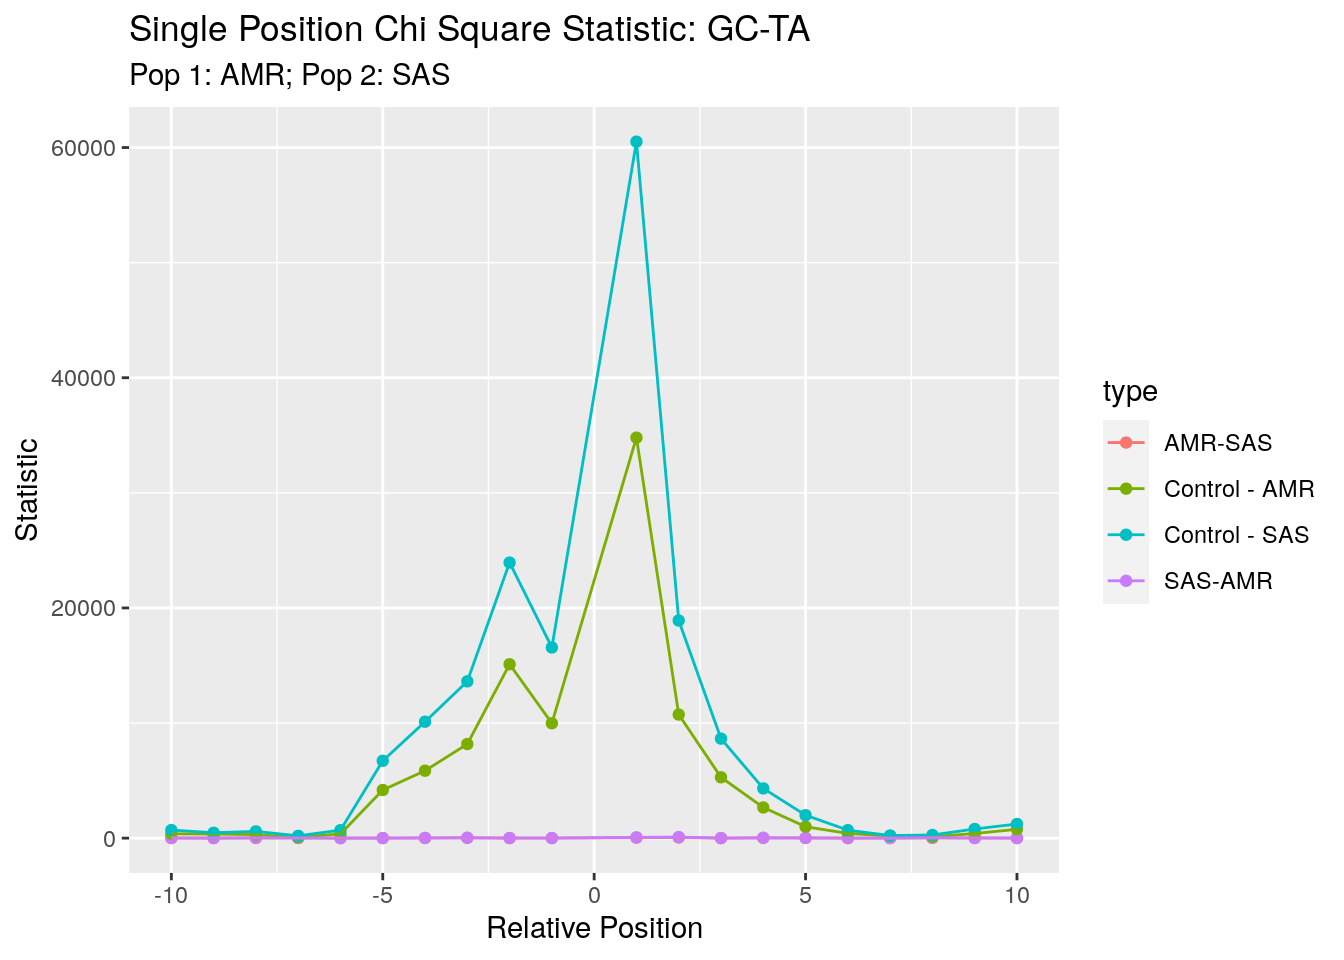 Single Position Chi Square Statistic: GC-TA
Pop 1: AMR; Pop 2: SAS
60000
40000
20000
0
Statistic
-10
-5
0
5
10
Relative Position
type
AMR-SAS
Control - AMR
Control - SAS
SAS-AMR